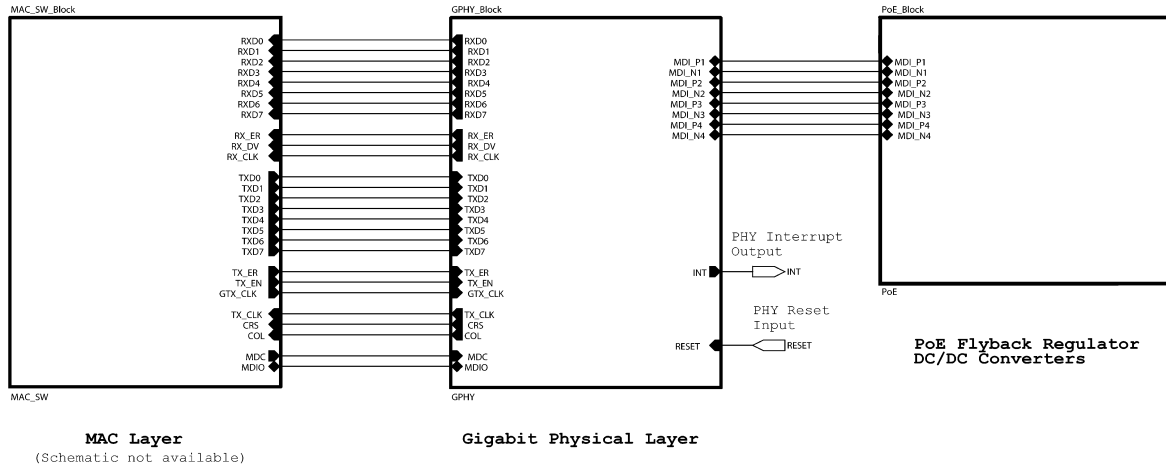 MAC_SW_Block
RXD0
RXD1
RXD2
RXD3
RXD4
RXD5
RXD6
RXD7
RX_ER
RX_DV
RX_CLK
TXD0
TXD1
TXD2
TXD3
TXD4
TXD5
TXD6
TXD7
TX_ER
TX_EN
GTX_CLK
TX_CLK
CRS
COL
MDC
MDIO
MAC_SW
MAC Layer
(Schematic not available)
GPHY_Block
RXD0
RXD1
RXD2
RXD3
RXD4
RXD5
RXD6
RXD7
RX_ER
RX_DV
RX_CLK
TXD0
TXD1
TXD2
TXD3
TXD4
TXD5
TXD6
TXD7
TX_ER
TX_EN
GTX_CLK
TX_CLK
CRS
COL
MDC
MDIO
MDI_P1
MDI_N1
MDI_P2
MDI_N2
MDI_P3
MDI_N3
MDI_P4
MDI_N4
INT
RESET
GPHY
Gigabit Physical Layer
PHY Interrupt
Output
INT
PHY Reset
Input
RESET
PoE_Block
MDI_P1
MDI_N1
MDI_P2
MDI_N2
MDI_P3
MDI_N3
MDI_P4
MDI_N4
PoE
PoE Flyback Regulator
DC/DC Converters